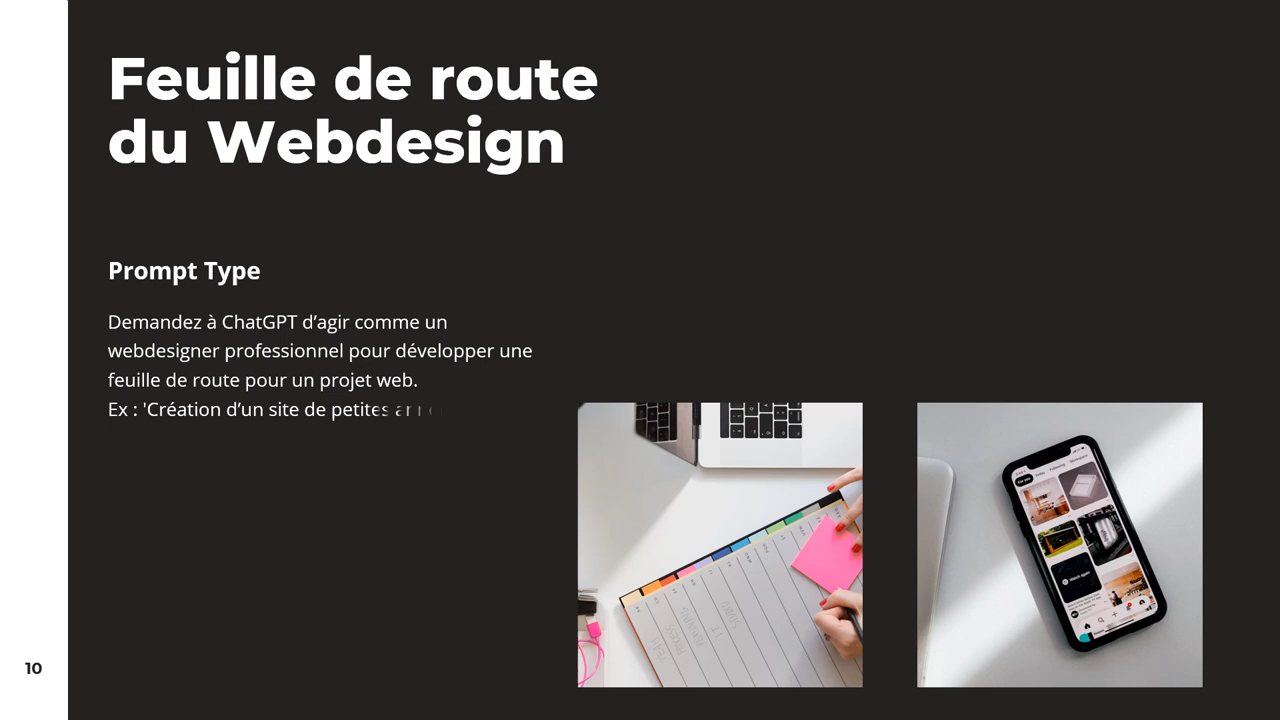 Feuille de route
du Webdesign
Prompt Type
Demandez à ChatGPT d’agir comme un
webdesigner professionnel pour développer une
feuille de route pour un projet web.
Ex : 'Création d’un site de petites
10